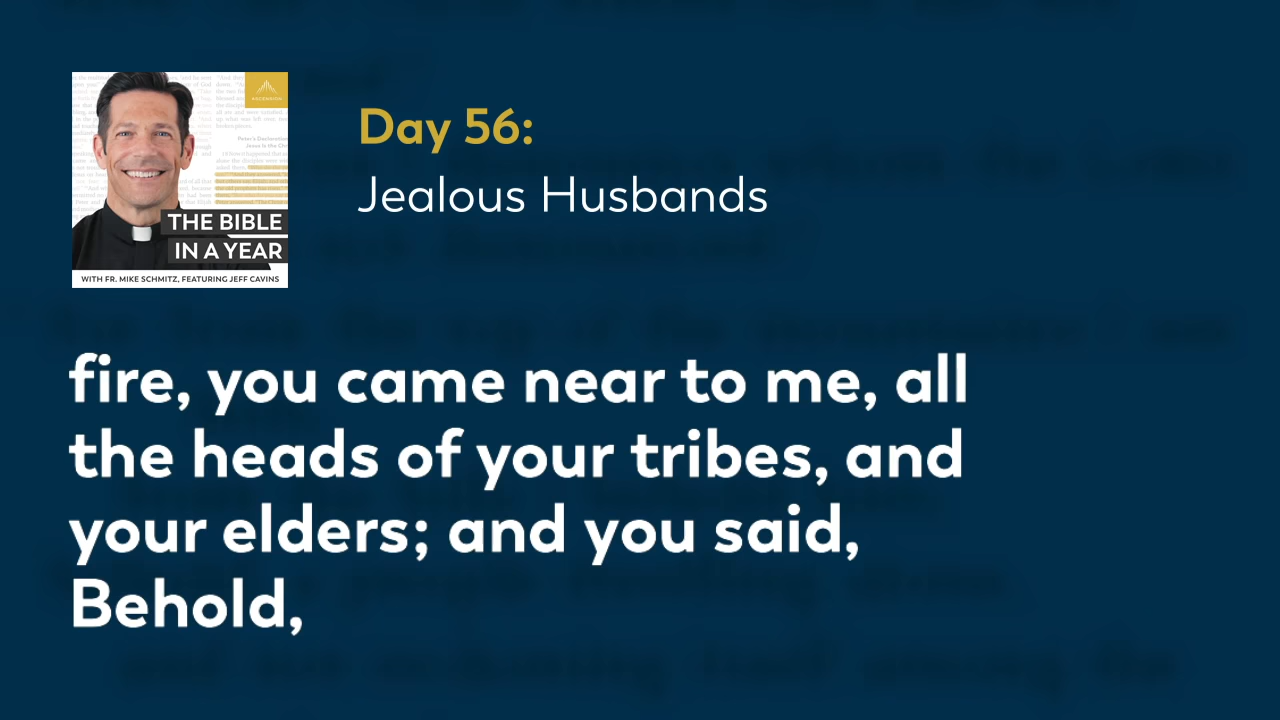 ASCENSION
THE BIBLE
IN A YEAR
WITH FR. MIKE SCHMITZ, FEATURING JEFF CAVINS
Day 56:
Jealous Husbands
fire, you came near to me, all
the heads of your tribes, and
your elders; and you said,
Behold,